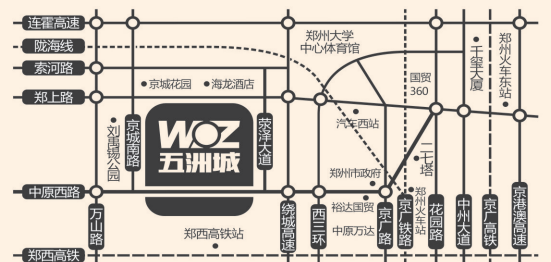 连霍高速
陇海线
索河路
郑上路
中原西路
郑西高铁
郑州大学
中心体育馆
京城花园
海龙酒店
国贸
360
千玺大厦
郑州火车东站
刘禹锡公园
京城南路
WOZ
五洲城
荥泽大道
汽车西站
二七塔
郑州市政府
郑州火车站
裕达国贸
中原万达
郑西高铁站
万山路
绕城高速
西三环
京广路
京广铁路
花园路
中州大道
京广高铁
京港澳高速